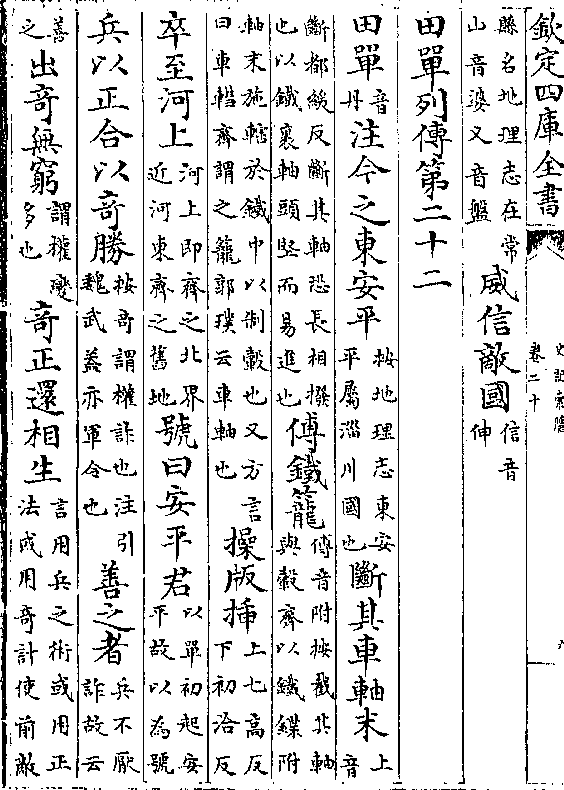 欽定四庫全書 史記索隱 卷二十
縣名地理志在常山音婆又音盤威信敵國信音伸
田單列傳第二十二
田單音丹注今之東安平按地理志東安平屬淄川國也斷其車軸末上音
斷都緩反斷其軸恐長相撥也以鐵裹軸頭堅而易進也傅鐵籠傅音附按截其軸與轂齊以鐵鍱附
軸末施轄於鐵中以制轂也又方言曰車轊齊謂之籠郭璞云車軸也操版插上七高反下初洽反
卒至河上河上即齊之北界近河東齊之舊地號曰安平君以單初起安平故以為號
兵以正合以竒勝按竒謂權詐也注引魏武蓋亦軍令也善之者兵不厭詐故云
善之出竒無窮謂權變多也竒正還相生言用兵之術或用正法或用竒計使前敵